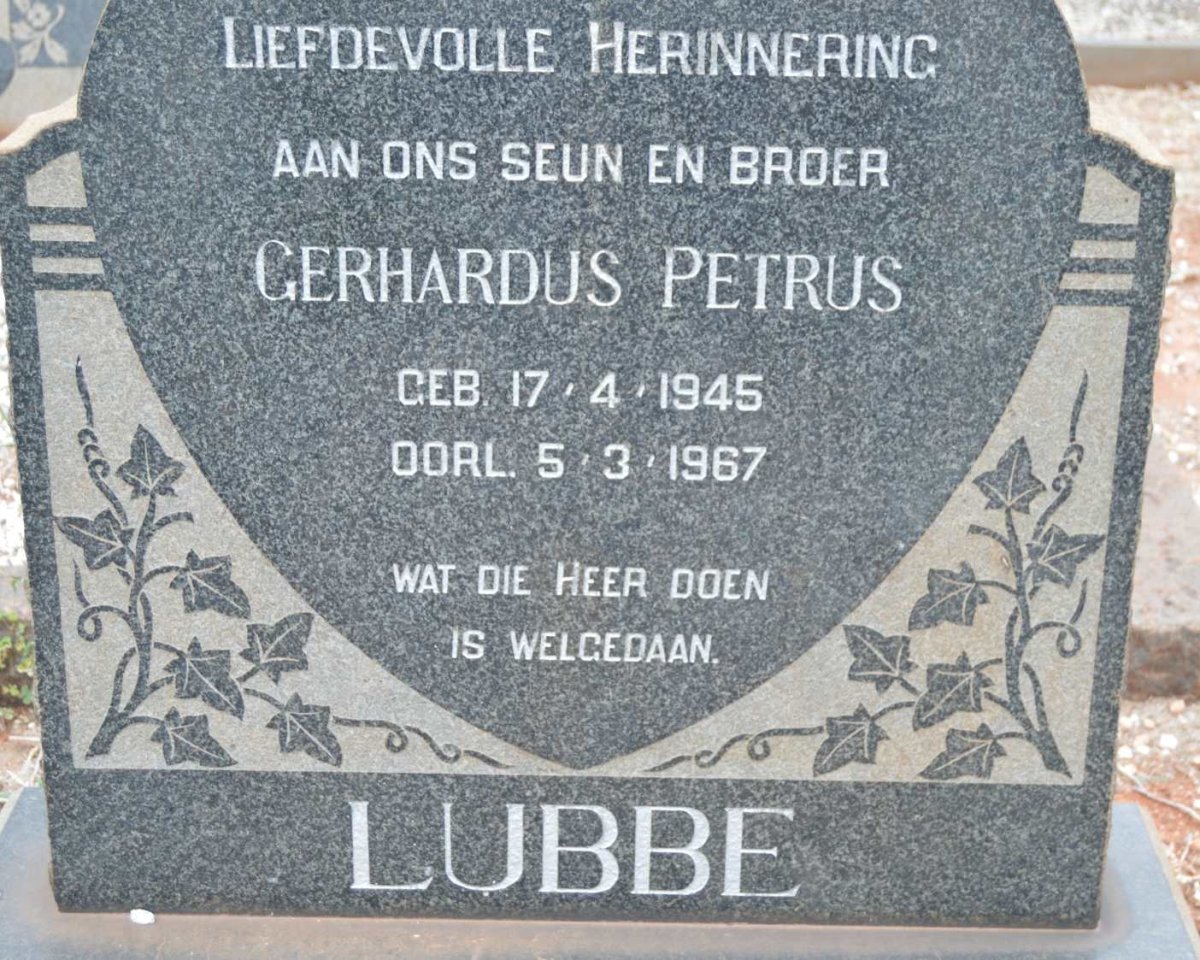 LIEFDEVOLLE HERINNERING
AAN ONS SEUN EN BROER
GERHARDUS PETRUS
GEB. 17·4·1945
OORL. 5·3·1967
WAT DIE HEER DOEN
IS WELGEDAAN.
LUBBE